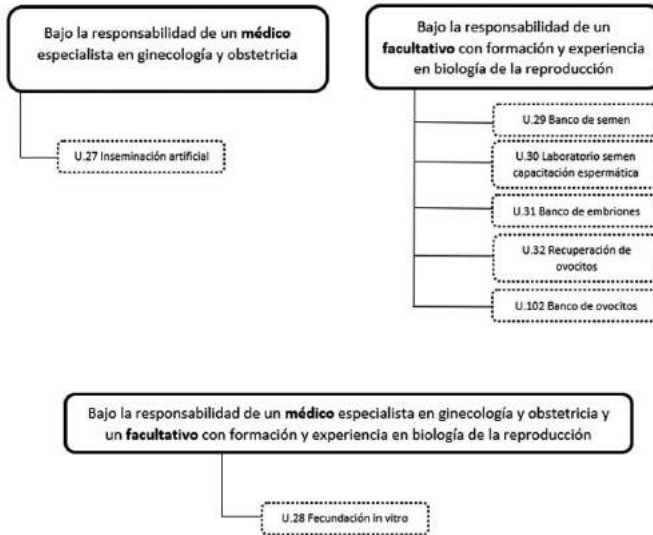 Bajo la responsabilidad de un médico
especialista en ginecología y obstetricia
U.27 Inseminación artificial
Bajo la responsabilidad de un
facultativo con formación y experiencia
en biología de la reproducción
U.29 Banco de semen
U.30 Laboratorio semen
capacitación espermática
U.31 Banco de embriones
U.32 Recuperación de
ovocitos
U.102 Banco de ovocitos
Bajo la responsabilidad de un médico especialista en ginecología y obstetricia y
un facultativo con formación y experiencia en biología de la reproducción
U.28 Fecundación in vitro